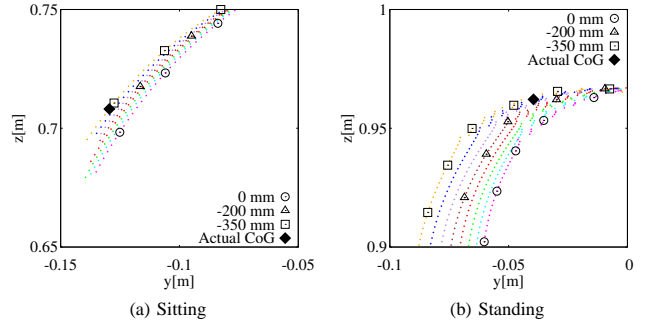 0.75
0.7
0.65
z[m]
-0.15
-0.1
-0.05
y[m]
0 mm
-200 mm
-350 mm
Actual CoG
(a) Sitting
0 mm
-200 mm
-350 mm
Actual CoG
1
0.95
0.9
z[m]
-0.1
-0.05
0
y[m]
(b) Standing